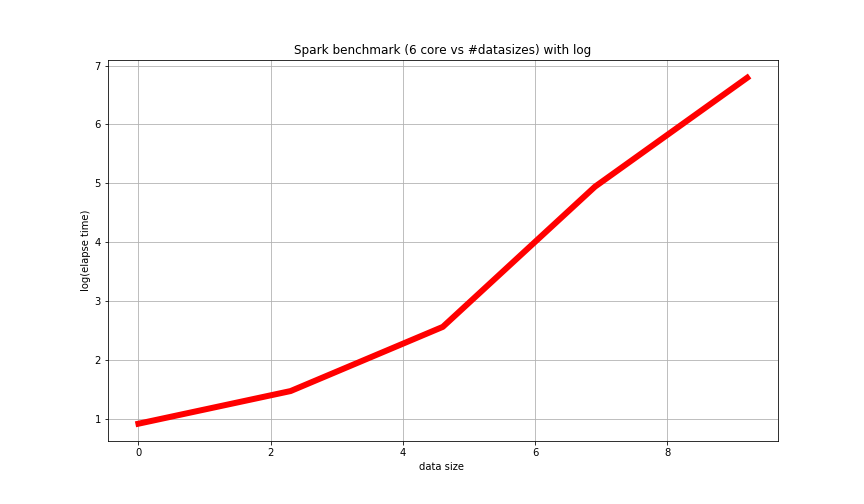 Spark benchmark (6 core vs #datasizes) with log
7
6
5
4
3
2
1
log(elapse time)
0 2 4 6 8
data size